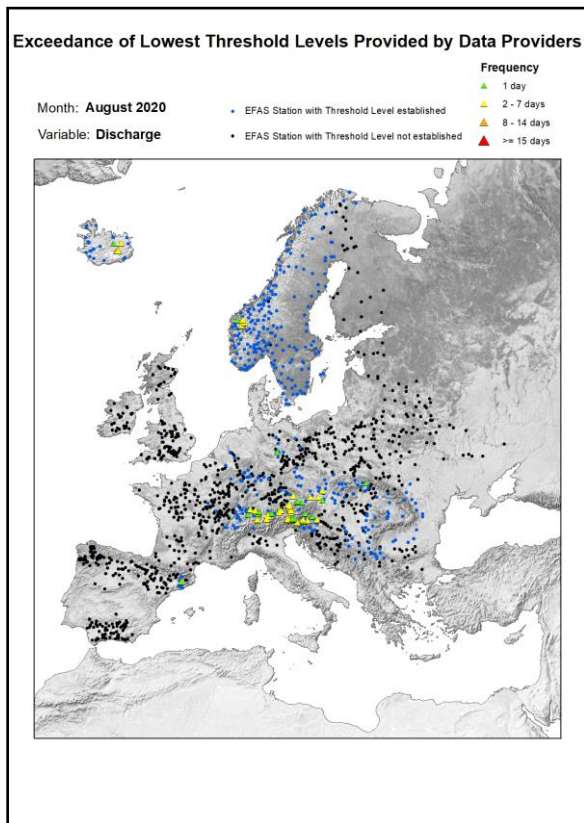 Exceedance of Lowest Threshold Levels Provided by Data Providers
Frequency
1 day
2 - 7 days
8 - 14 days
>= 15 days
Month: August 2020
EFAS Station with Threshold Level established
Variable: Discharge
EFAS Station with Threshold Level not established